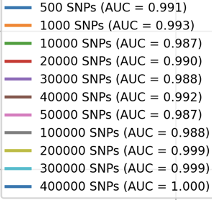 500 SNPs (AUC = 0.991)
1000 SNPs (AUC = 0.993)
10000 SNPs (AUC = 0.987)
20000 SNPs (AUC = 0.990)
30000 SNPs (AUC = 0.988)
40000 SNPs (AUC = 0.992)
50000 SNPs (AUC = 0.987)
100000 SNPs (AUC = 0.988)
200000 SNPs (AUC = 0.999)
300000 SNPs (AUC = 0.999)
400000 SNPs (AUC = 1.000)